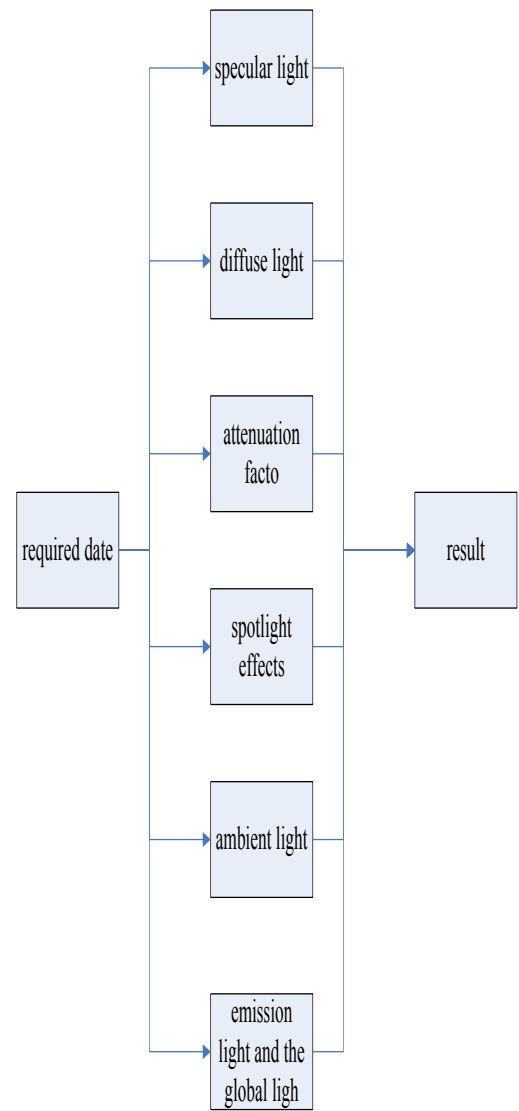 specular light
diffuse light
attenuation
facto
required date
result
spotlight
effects
ambient light
emission
light and the
global ligh